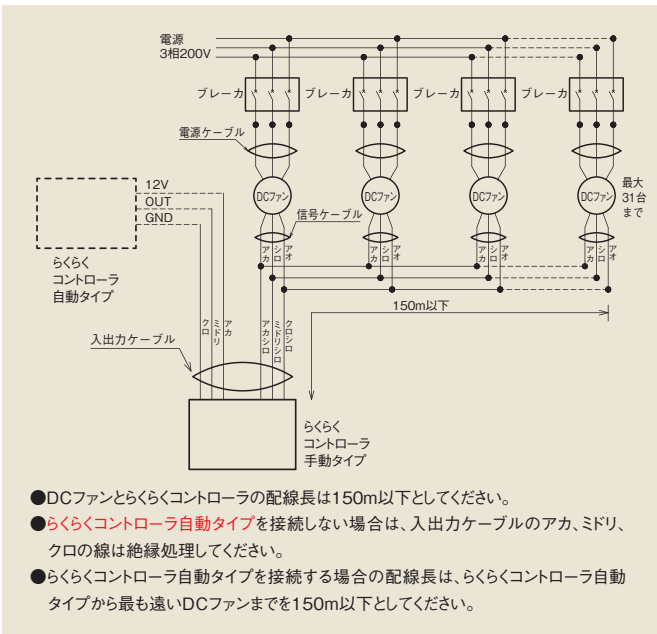 電源
3相200V
ブレーカ
ブレーカ
ブレーカ
ブレーカ
電源ケーブル
DCファン
DCファン
DCファン
DCファン
最大
31台
まで
12V
OUT
GND
信号ケーブル
アカ
シロ
アオ
アカ
シロ
アオ
アカ
シロ
アオ
アカ
シロ
アオ
らくらく
コントローラ
自動タイプ
150m以下
クロ
ミドリ
アカ
アカシロ
ミドリシロ
クロシロ
入出力ケーブル
らくらく
コントローラ
手動タイプ
●DCファンとらくらくコントローラの配線長は150m以下としてください。
●らくらくコントローラ自動タイプを接続しない場合は、入出力ケーブルのアカ、ミドリ、
クロの線は絶縁処理してください。
●らくらくコントローラ自動タイプを接続する場合の配線長は、らくらくコントローラ自動
タイプから最も遠いDCファンまでを150m以下としてください。